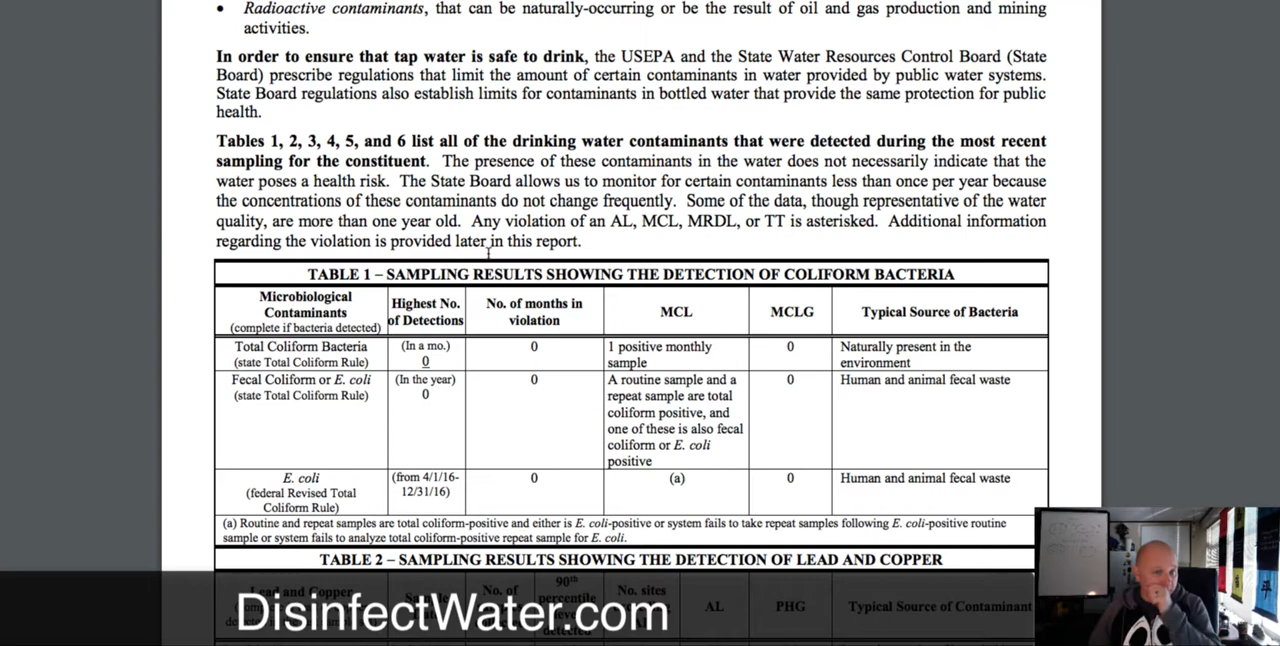 • Radioactive contaminants, that can be naturally-occurring or be the result of oil and gas production and mining
activities.
In order to ensure that tap water is safe to drink, the USEPA and the State Water Resources Control Board (State
Board) prescribe regulations that limit the amount of certain contaminants in water provided by public water systems.
State Board regulations also establish limits for contaminants in bottled water that provide the same protection for public
health.
Tables 1, 2, 3, 4, 5, and 6 list all of the drinking water contaminants that were detected during the most recent
sampling for the constituent. The presence of these contaminants in the water does not necessarily indicate that the
water poses a health risk. The State Board allows us to monitor for certain contaminants less than once per year because
the concentrations of these contaminants do not change frequently. Some of the data, though representative of the water
quality, are more than one year old. Any violation of an AL, MCL, MRDL, or TT is asterisked. Additional information
regarding the violation is provided later in this report.
TABLE 1 – SAMPLING RESULTS SHOWING THE DETECTION OF COLIFORM BACTERIA
Microbiological
Contaminants
(complete if bacteria detected)
Highest No.
of Detections
No. of months in
violation
MCL
MCLG
Typical Source of Bacteria
Total Coliform Bacteria
(state Total Coliform Rule)
(In a mo.)
0
0
1 positive monthly
sample
0
Naturally present in the
environment
Fecal Coliform or E. coli
(state Total Coliform Rule)
(In the year)
0
0
A routine sample and a
repeat sample are total
coliform positive, and
one of these is also fecal
coliform or E. coli
positive
0
Human and animal fecal waste
E. coli
(federal Revised Total
Coliform Rule)
(from 4/1/16-
12/31/16)
0
(a)
0
Human and animal fecal waste
(a) Routine and repeat samples are total coliform-positive and either is E. coli-positive or system fails to take repeat samples following E. coli-positive routine
sample or system fails to analyze total coliform-positive repeat sample for E. coli.
TABLE 2 – SAMPLING RESULTS SHOWING THE DETECTION OF LEAD AND COPPER
Lead and Copper
No. of
90th
percentile
level
detected
No. sites
AL
PHG
Typical Source of Contaminant
DisinfectWater.com